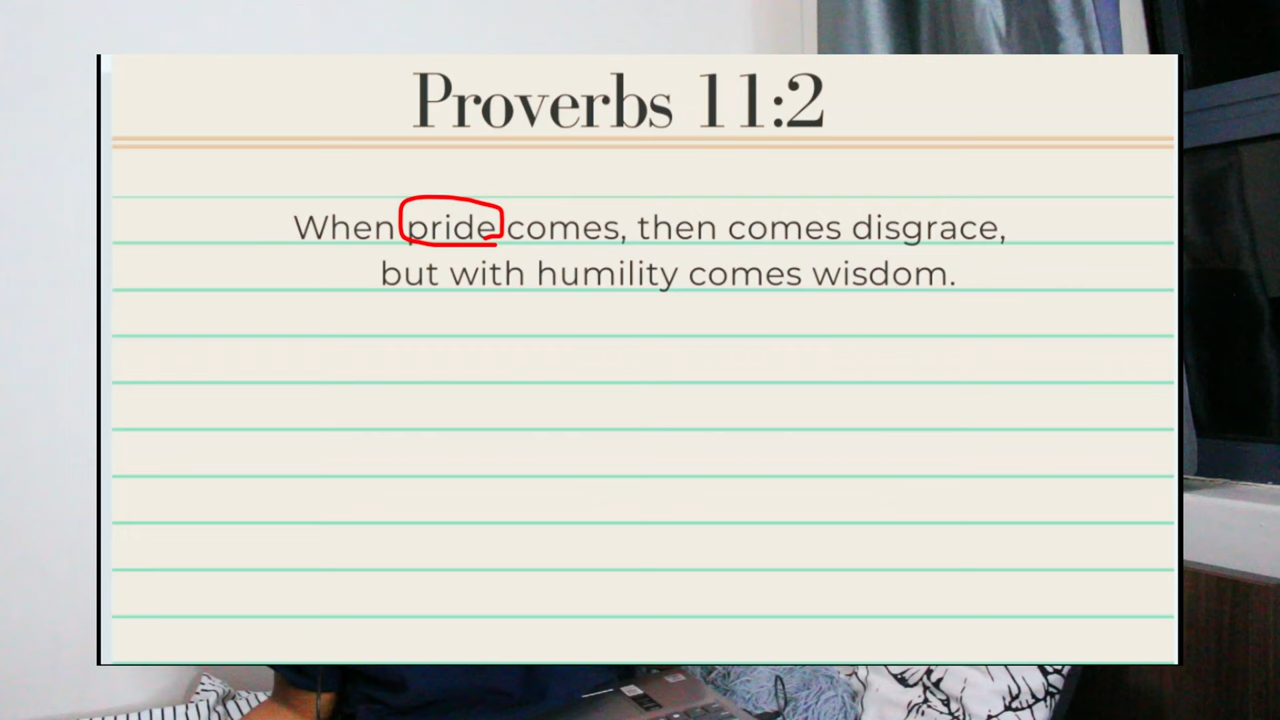 Proverbs 11:2
When pride comes, then comes disgrace,
but with humility comes wisdom.